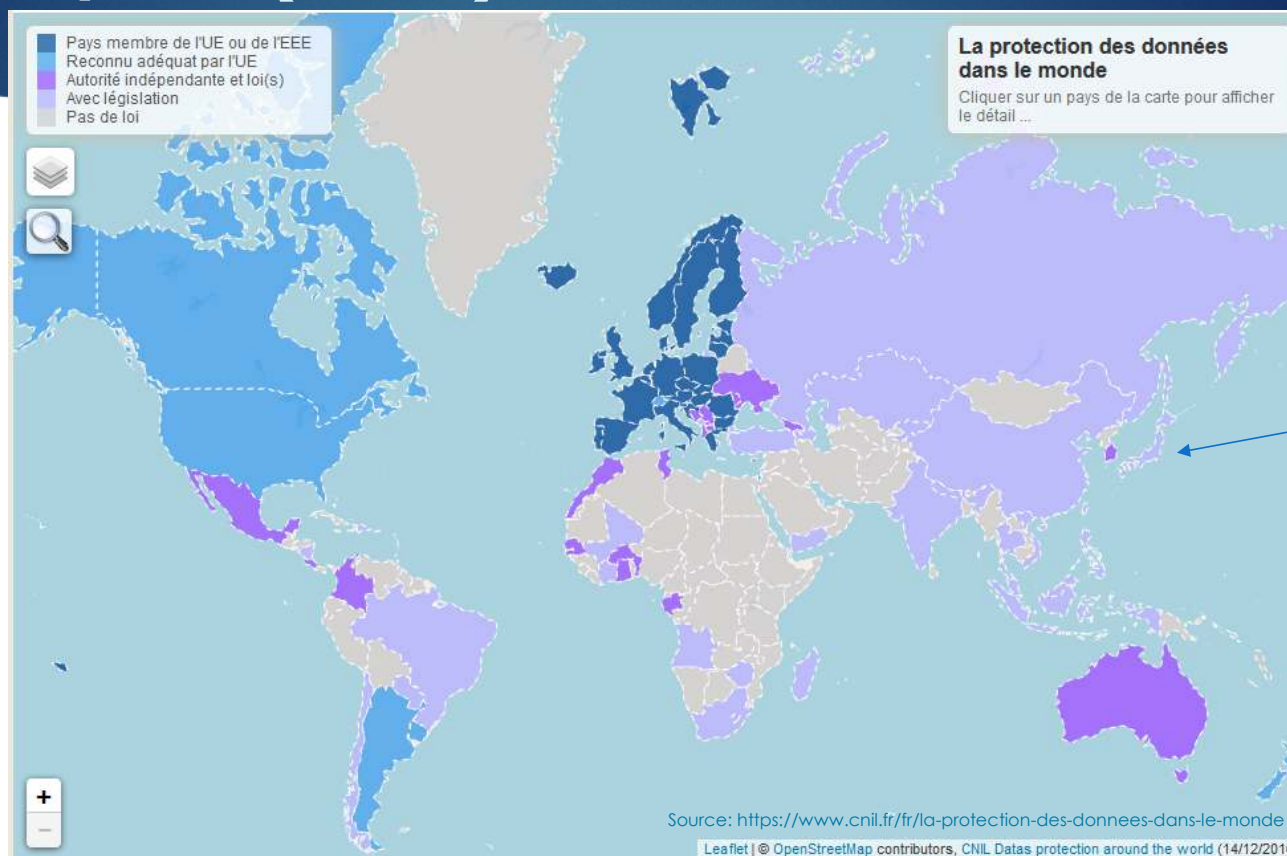 Pays membre de l'UE ou de l'EEE
Reconnu adéquat par l'UE
Autorité indépendante et loi(s)
Avec législation
Pas de loi
La protection des données
dans le monde
Cliquer sur un pays de la carte pour afficher
le détail ...
+
−
Source: https://www.cnil.fr/fr/la-protection-des-donnees-dans-le-monde
Leaflet | © OpenStreetMap contributors, CNIL Datas protection around the world (14/12/201